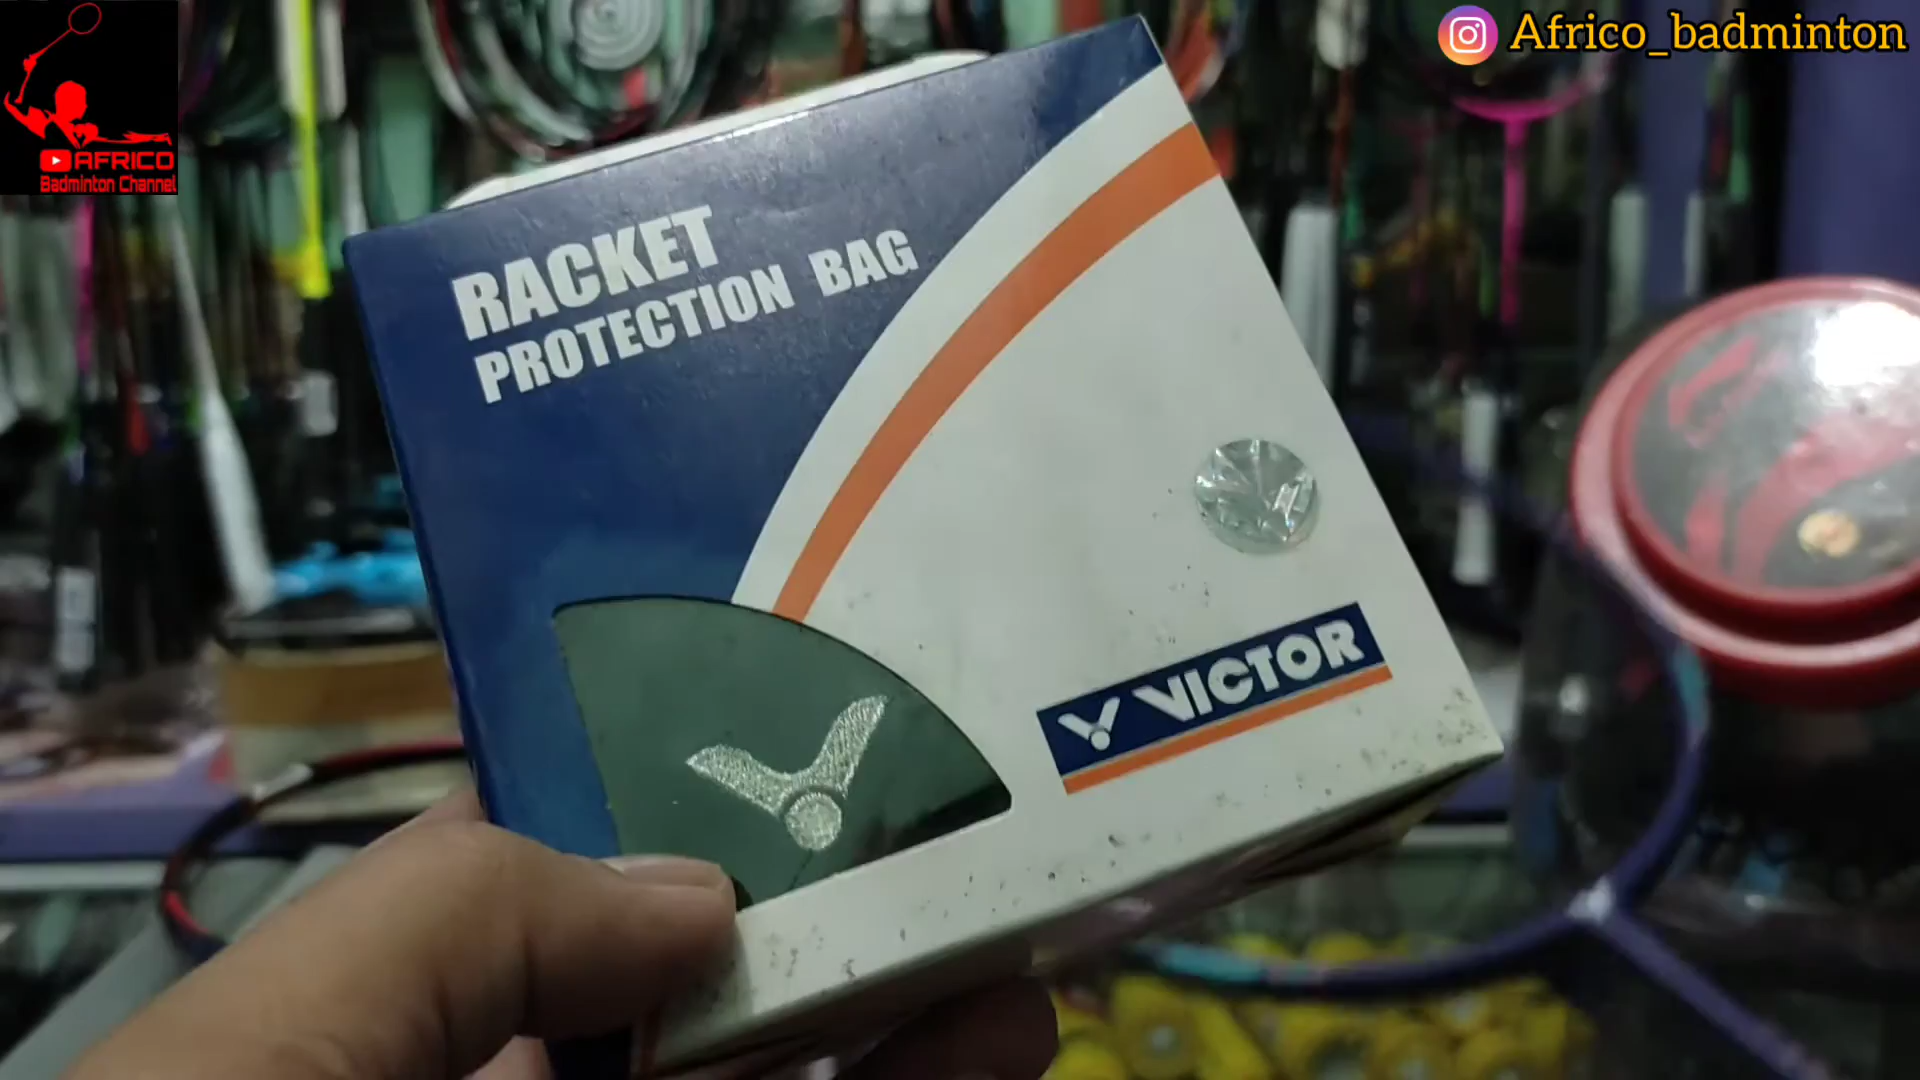 AFRICO
Badminton Channel
Africo_badminton
RACKET
PROTECTION BAG
VICTOR